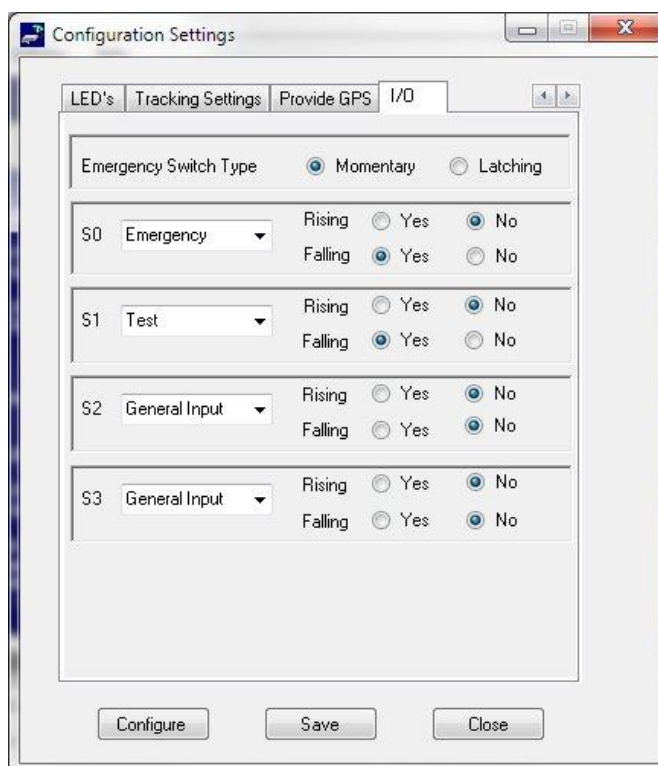 Configuration Settings
LED's Tracking Settings Provide GPS I/O
Emergency Switch Type Momentary Latching
S0 Emergency Rising Yes No
Falling Yes No
S1 Test Rising Yes No
Falling Yes No
S2 General Input Rising Yes No
Falling Yes No
S3 General Input Rising Yes No
Falling Yes No
Configure Save Close